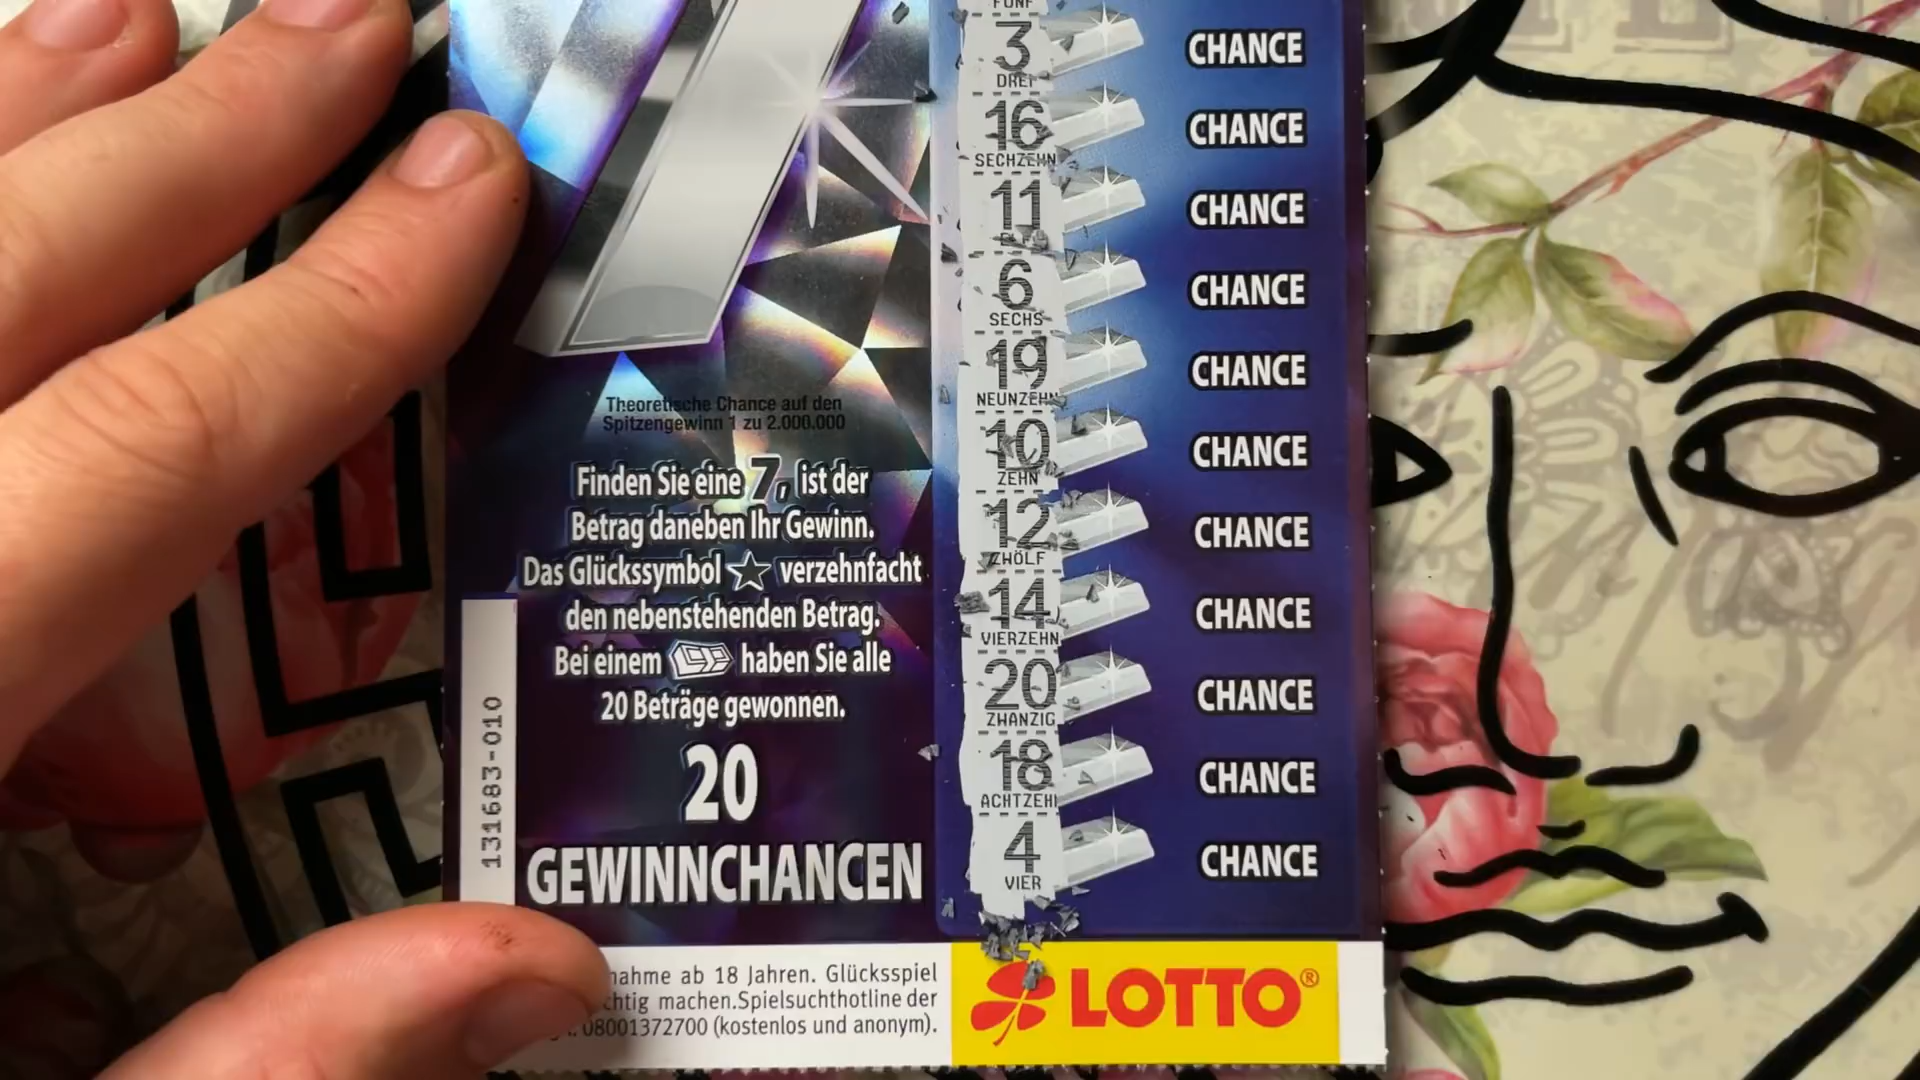 FÜNF
3
DREI
CHANCE
16
SECHZEHN
CHANCE
11
CHANCE
6
SECHS
CHANCE
19
NEUNZEHN
CHANCE
10
ZEHN
CHANCE
12
ZWÖLF
CHANCE
14
VIERZEHN
CHANCE
20
ZWANZIG
CHANCE
18
ACHTZEHN
CHANCE
4
VIER
CHANCE
Theoretische Chance auf den
Spitzengewinn 1 zu 2.000.000
Finden Sie eine 7, ist der
Betrag daneben Ihr Gewinn.
Das Glückssymbol verzehnfacht
den nebenstehenden Betrag.
Bei einem haben Sie alle
20 Beträge gewonnen.
20
GEWINNCHANCEN
131683-010
ab 18 Jahren. Glücksspiel
machen.Spielsuchthotline der
08001372700 (kostenlos und anonym).
LOTTO®